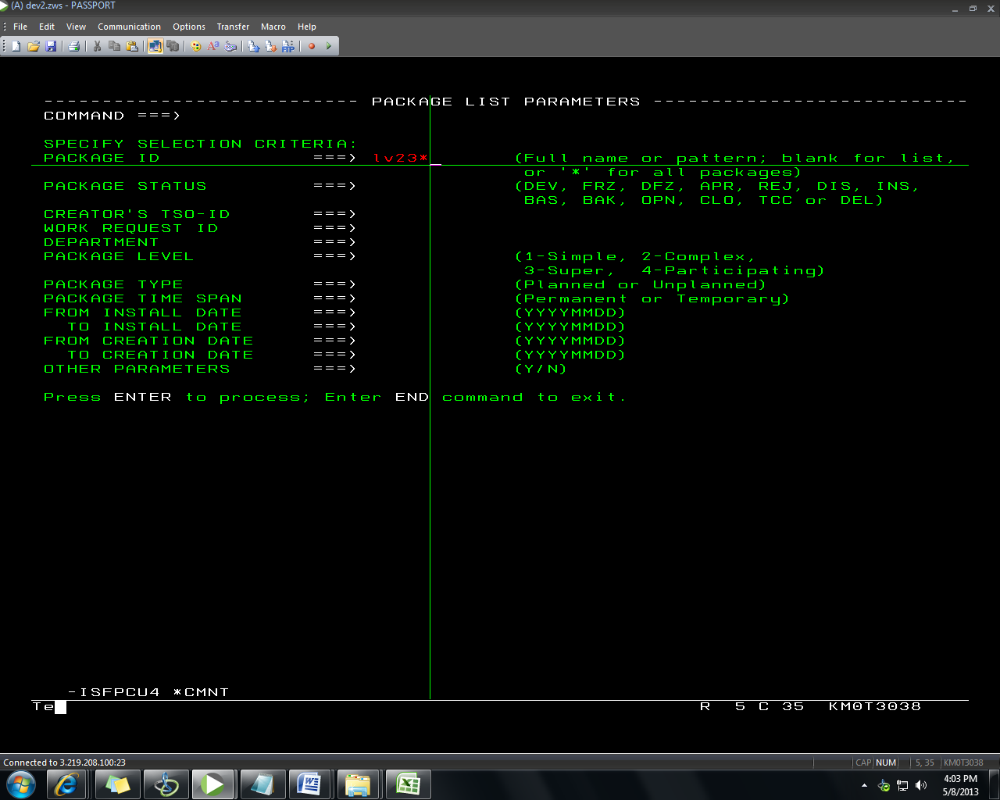 (A) dev2.zws - PASSPORT
File Edit View Communication Options Transfer Macro Help
--------------------------- PACKAGE LIST PARAMETERS ---------------------------
COMMAND ===>
SPECIFY SELECTION CRITERIA:
PACKAGE ID ===> lv23*_ (Full name or pattern; blank for list,
or '*' for all packages)
PACKAGE STATUS ===> (DEV, FRZ, DFZ, APR, REJ, DIS, INS,
BAS, BAK, OPN, CLO, TCC or DEL)
CREATOR'S TSO-ID ===>
WORK REQUEST ID ===>
DEPARTMENT ===>
PACKAGE LEVEL ===> (1-Simple, 2-Complex,
3-Super, 4-Participating)
PACKAGE TYPE ===> (Planned or Unplanned)
PACKAGE TIME SPAN ===> (Permanent or Temporary)
FROM INSTALL DATE ===> (YYYYMMDD)
TO INSTALL DATE ===> (YYYYMMDD)
FROM CREATION DATE ===> (YYYYMMDD)
TO CREATION DATE ===> (YYYYMMDD)
OTHER PARAMETERS ===> (Y/N)
Press ENTER to process; Enter END command to exit.
-ISFPCU4 *CMNT
Te R 5 C 35 KM0T3038
Connected to 3.219.208.100:23 CAP NUM 5, 35 KM0T3038
4:03 PM
5/8/2013